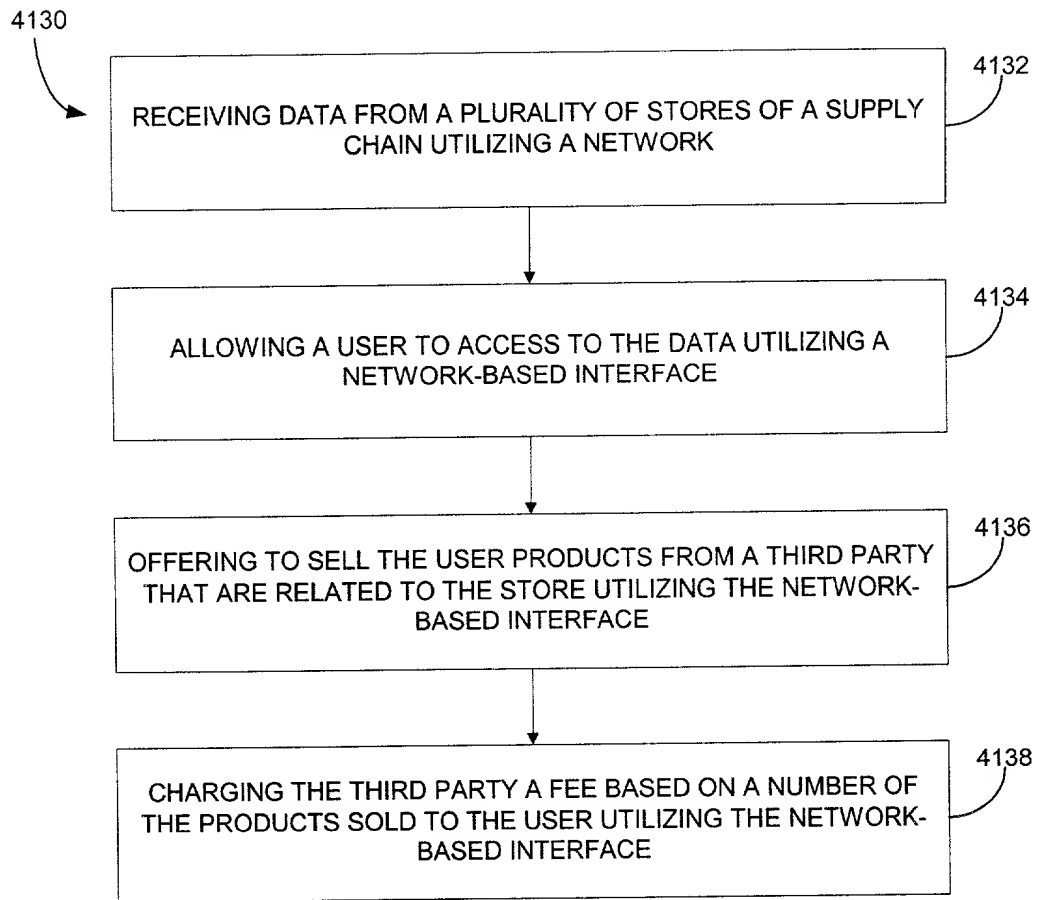 4130
4132
RECEIVING DATA FROM A PLURALITY OF STORES OF A SUPPLY
CHAIN UTILIZING A NETWORK
4134
ALLOWING A USER TO ACCESS TO THE DATA UTILIZING A
NETWORK-BASED INTERFACE
4136
OFFERING TO SELL THE USER PRODUCTS FROM A THIRD PARTY
THAT ARE RELATED TO THE STORE UTILIZING THE NETWORK-
BASED INTERFACE
4138
CHARGING THE THIRD PARTY A FEE BASED ON A NUMBER OF
THE PRODUCTS SOLD TO THE USER UTILIZING THE NETWORK-
BASED INTERFACE